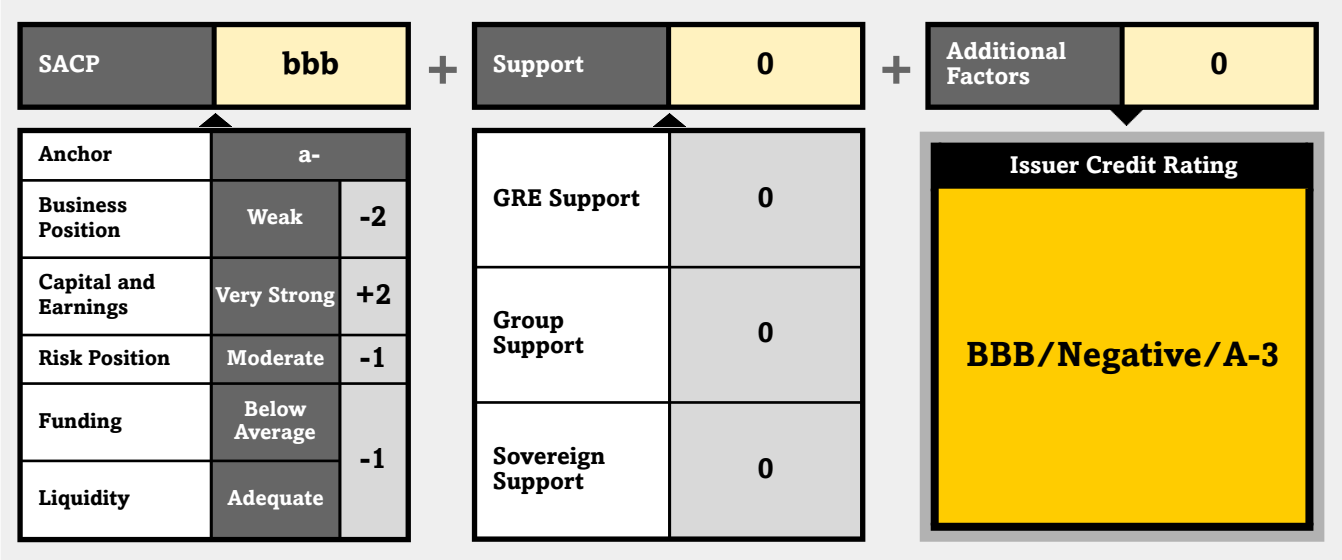 SACP
bbb
+
Support
0
+
Additional
Factors
0
Anchor
a-
Business
Position
Weak
-2
Capital and
Earnings
Very Strong
+2
Risk Position
Moderate
-1
Funding
Below
Average
-1
Liquidity
Adequate
GRE Support
0
Group
Support
0
Sovereign
Support
0
Issuer Credit Rating
BBB/Negative/A-3